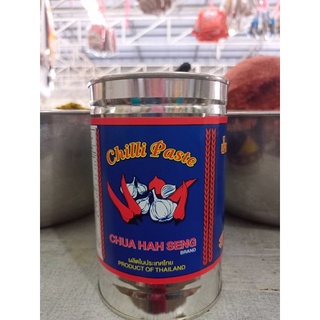 Chilli Paste
CHUA HAH SENG
BRAND
ผลิตในประเทศไทย
PRODUCT OF THAILAND